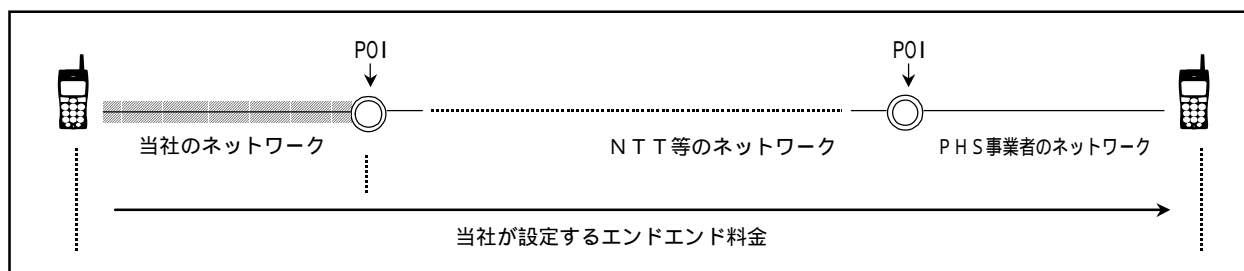 POI
POI
当社のネットワーク
NTT等のネットワーク
PHS事業者のネットワーク
当社が設定するエンドエンド料金